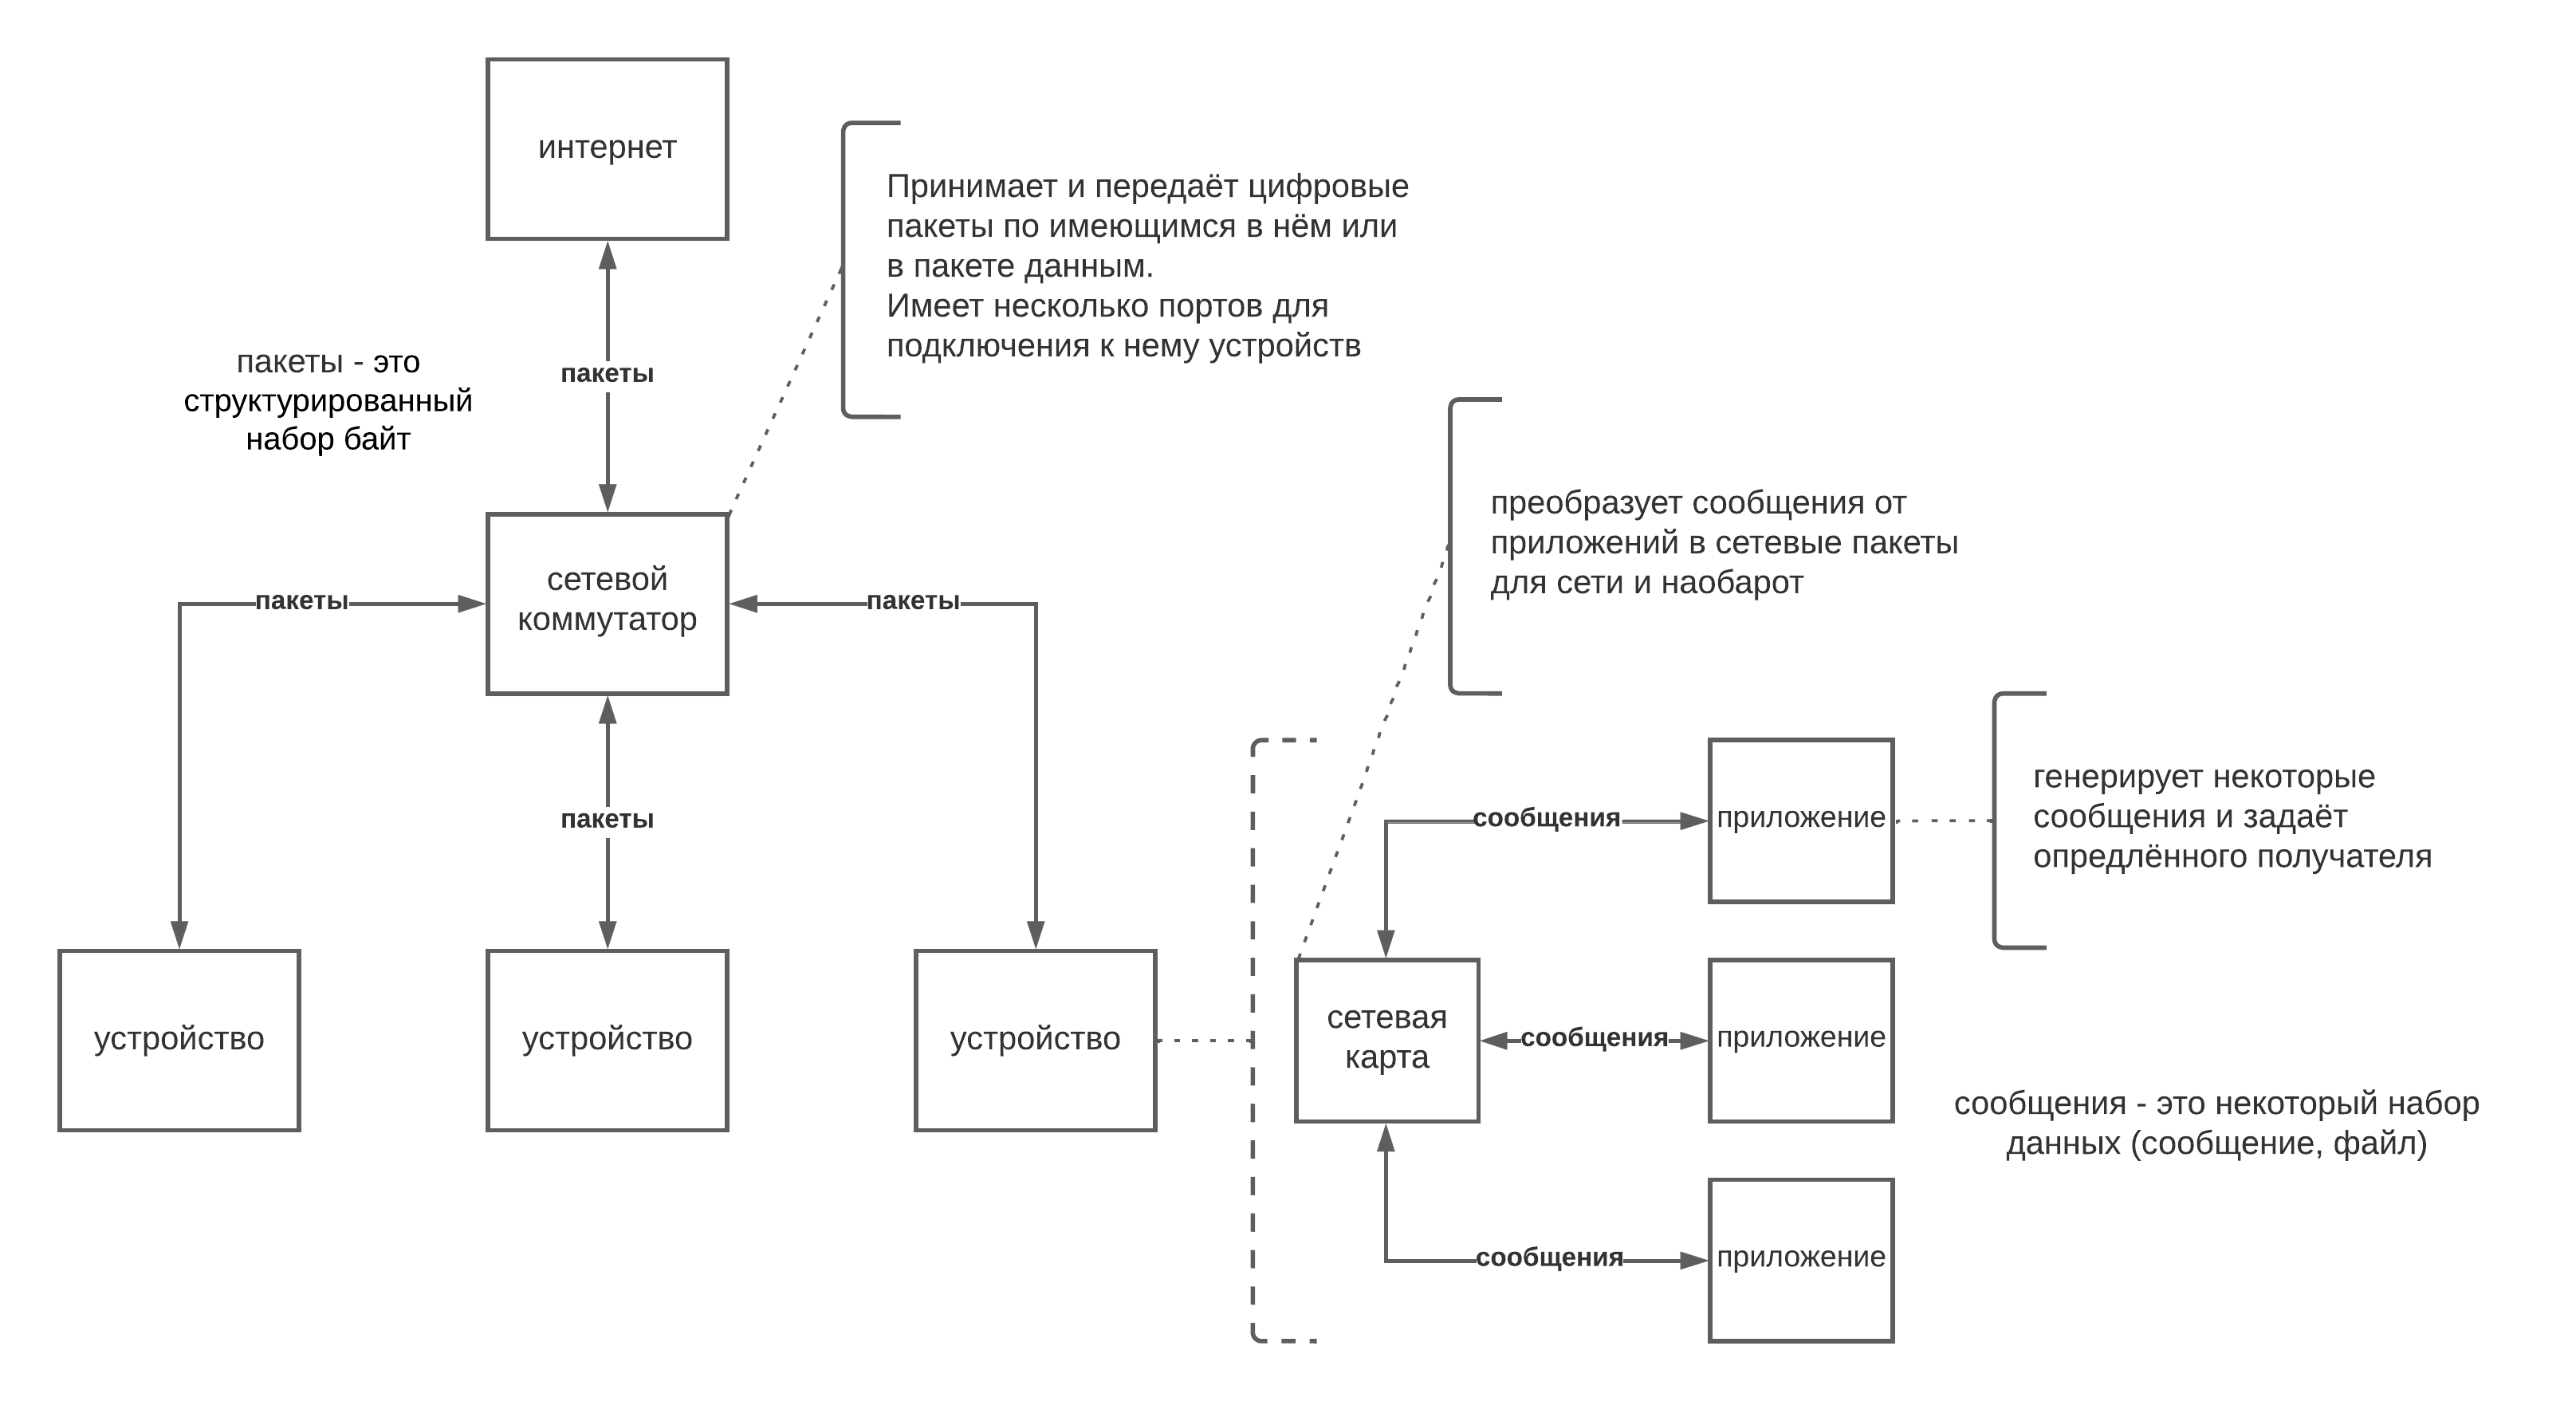 интернет
Принимает и передаёт цифровые
пакеты по имеющимся в нём или
в пакете данным.
Имеет несколько портов для
подключения к нему устройств
пакеты - это
структурированный
набор байт
пакеты
преобразует сообщения от
приложений в сетевые пакеты
для сети и наобарот
сетевой
коммутатор
пакеты
пакеты
пакеты
генерирует некоторые
сообщения и задаёт
опредлённого получателя
сообщения
приложение
устройство
устройство
устройство
сетевая
карта
сообщения
приложение
сообщения - это некоторый набор
данных (сообщение, файл)
сообщения
приложение